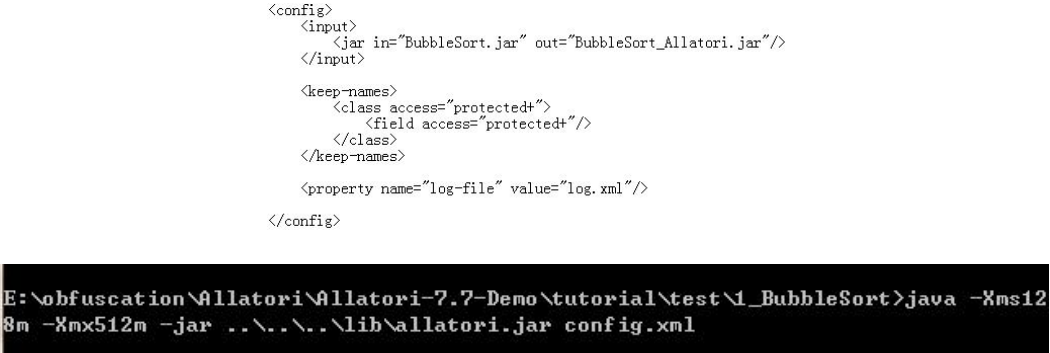 <config>
<input>
<jar in="BubbleSort.jar" out="BubbleSort_Allatori.jar"/>
</input>
<keep-names>
<class access="protected+">
<field access="protected+"/>
</class>
</keep-names>
<property name="log-file" value="log.xml"/>
</config>
E:\obfuscation\Allatori\Allatori-7.7-Demo\tutorial\test\1_BubbleSort>java -Xms12
8m -Xmx512m -jar ..\..\..\lib\allatori.jar config.xml